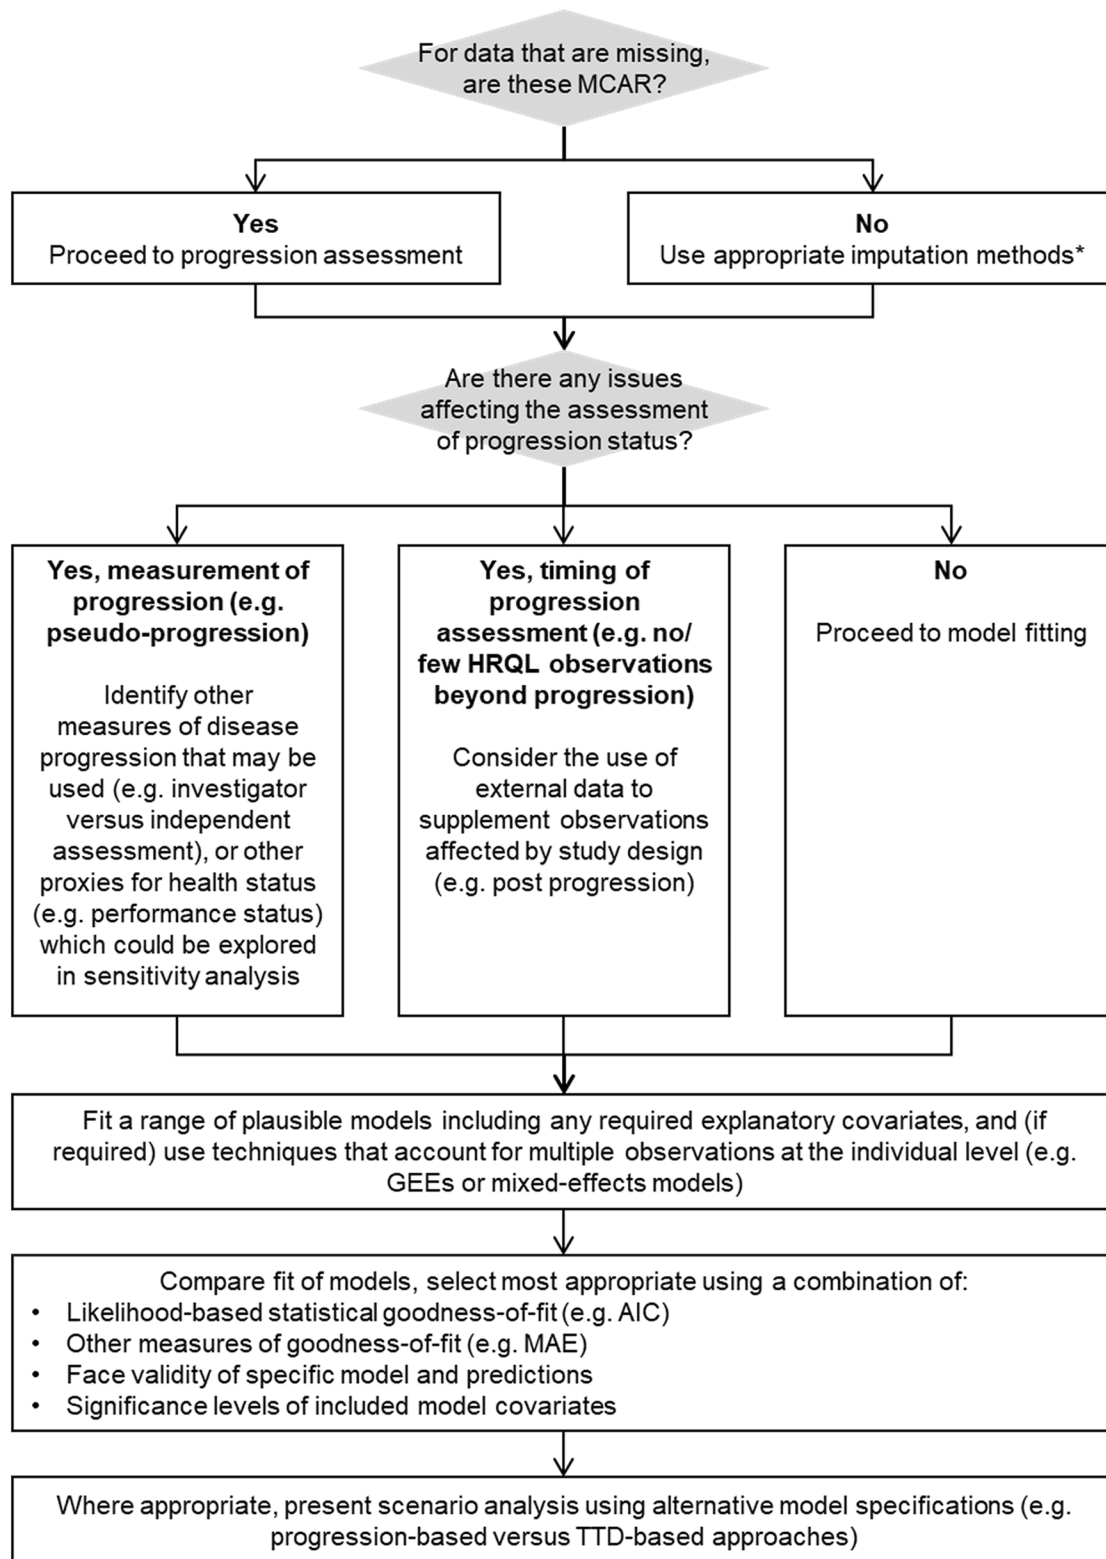 For data that are missing,
are these MCAR?
Yes
Proceed to progression assessment
No
Use appropriate imputation methods*
Are there any issues
affecting the assessment
of progression status?
Yes, measurement of
progression (e.g.
pseudo-progression)
Identify other
measures of disease
progression that may be
used (e.g. investigator
versus independent
assessment), or other
proxies for health status
(e.g. performance status)
which could be explored
in sensitivity analysis
Yes, timing of
progression
assessment (e.g. no/
few HRQL observations
beyond progression)
Consider the use of
external data to
supplement observations
affected by study design
(e.g. post progression)
No
Proceed to model fitting
Fit a range of plausible models including any required explanatory covariates, and (if
required) use techniques that account for multiple observations at the individual level (e.g.
GEEs or mixed-effects models)
Compare fit of models, select most appropriate using a combination of:
• Likelihood-based statistical goodness-of-fit (e.g. AIC)
• Other measures of goodness-of-fit (e.g. MAE)
• Face validity of specific model and predictions
• Significance levels of included model covariates
Where appropriate, present scenario analysis using alternative model specifications (e.g.
progression-based versus TTD-based approaches)